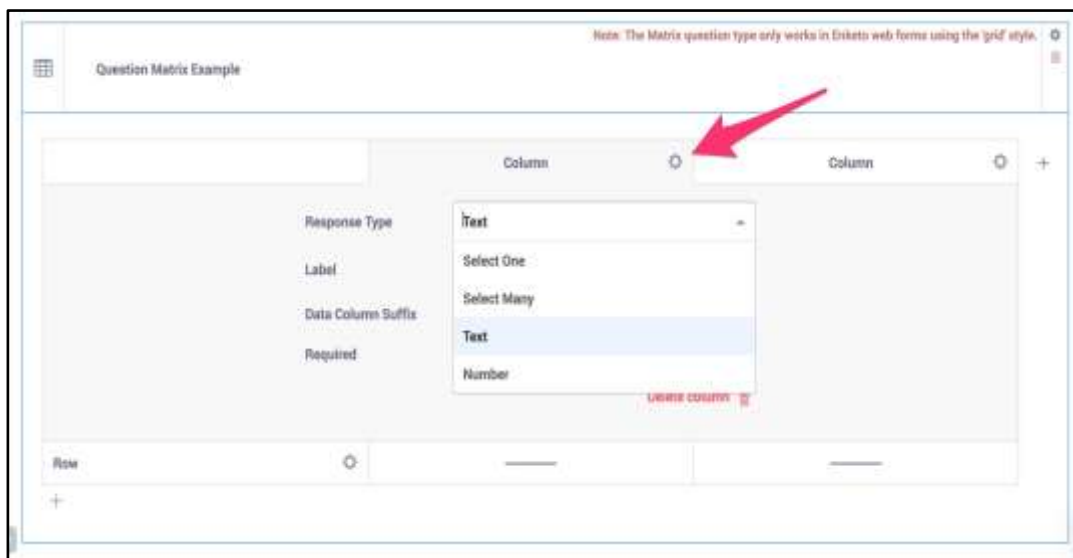 Note: The Matrix question type only works in Enketo web forms using the 'grid' style.
Question Matrix Example
Column
Column
Response Type
Text
Label
Select One
Select Many
Data Column Suffix
Text
Required
Number
Delete column
Row